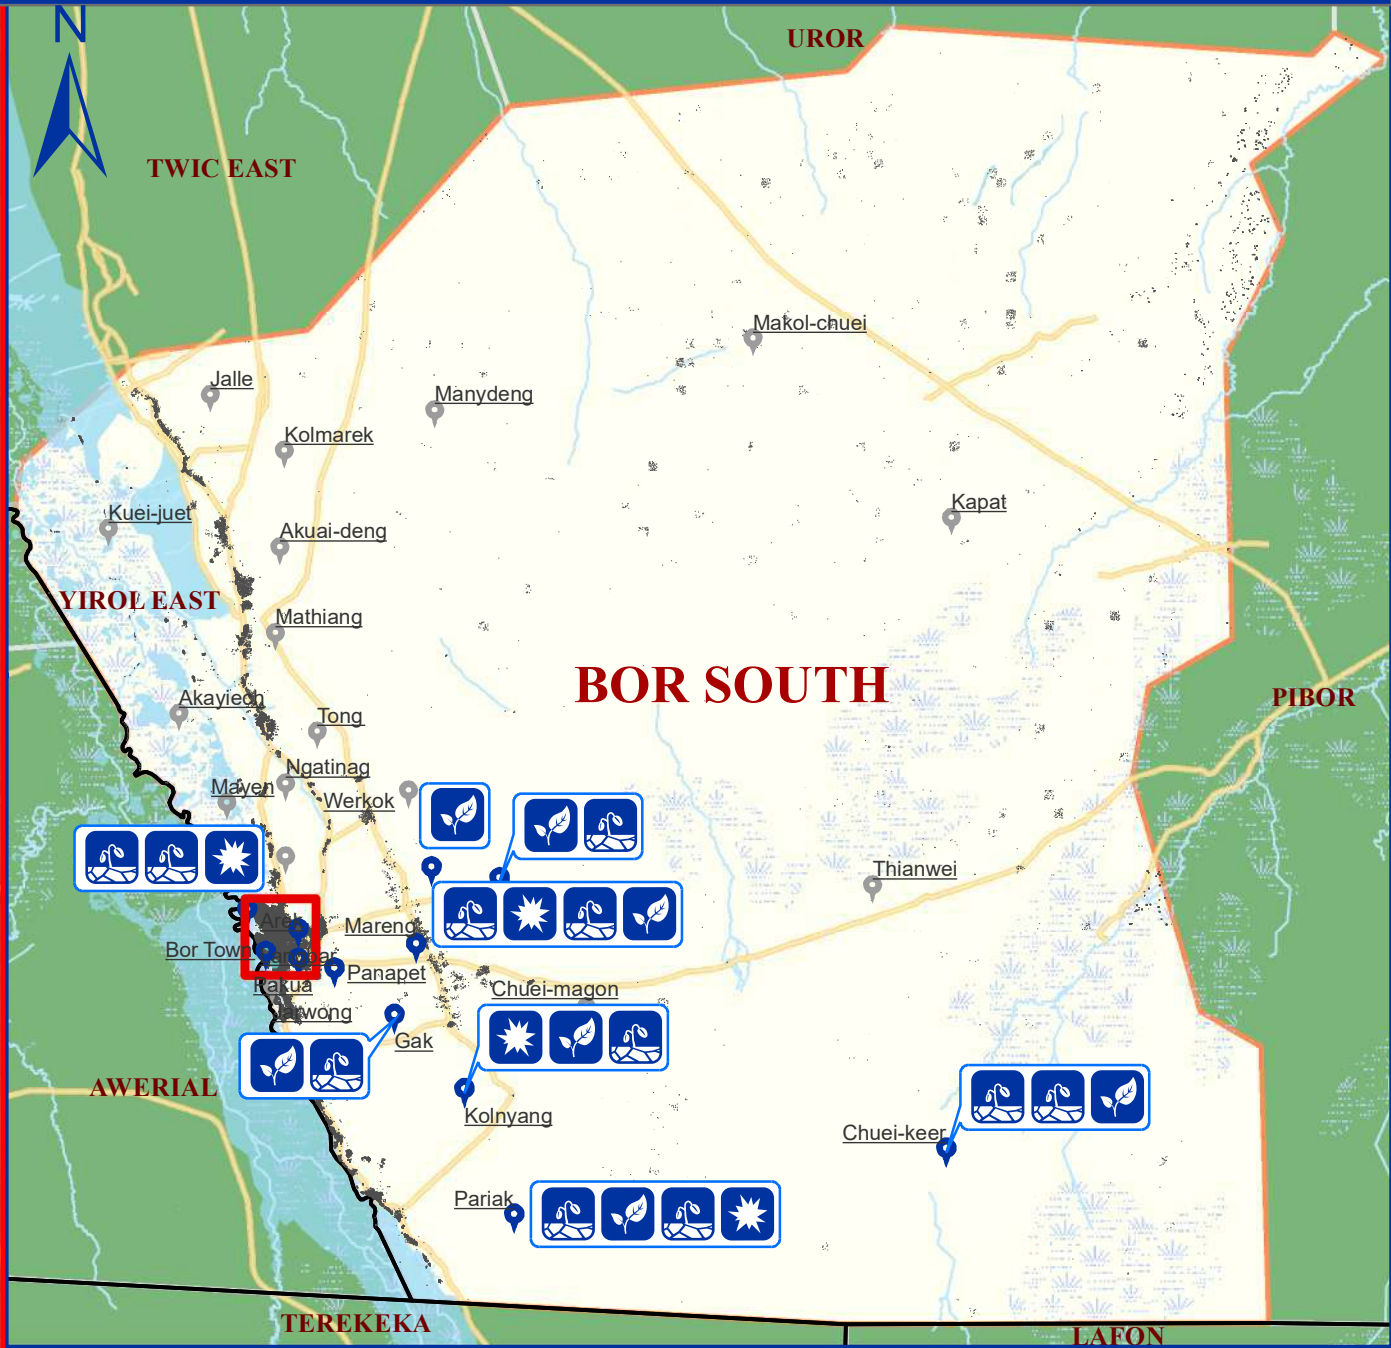 N
UROR
TWIC EAST
Makol-chuei
Jalle
Manydeng
Kolmarek
Kapat
Kuei-juet
Akuai-deng
YIROL EAST
Mathiang
BOR SOUTH
PIBOR
Akayiech
Tong
Ngatinag
Mayen
Werkok
Thianwei
Mareng
Bor Town
Panapet
Pakua
Chuei-magon
Gak
AWERIAL
Kolnyang
Chuei-keer
Pariak
TEREKEKA
LAFON